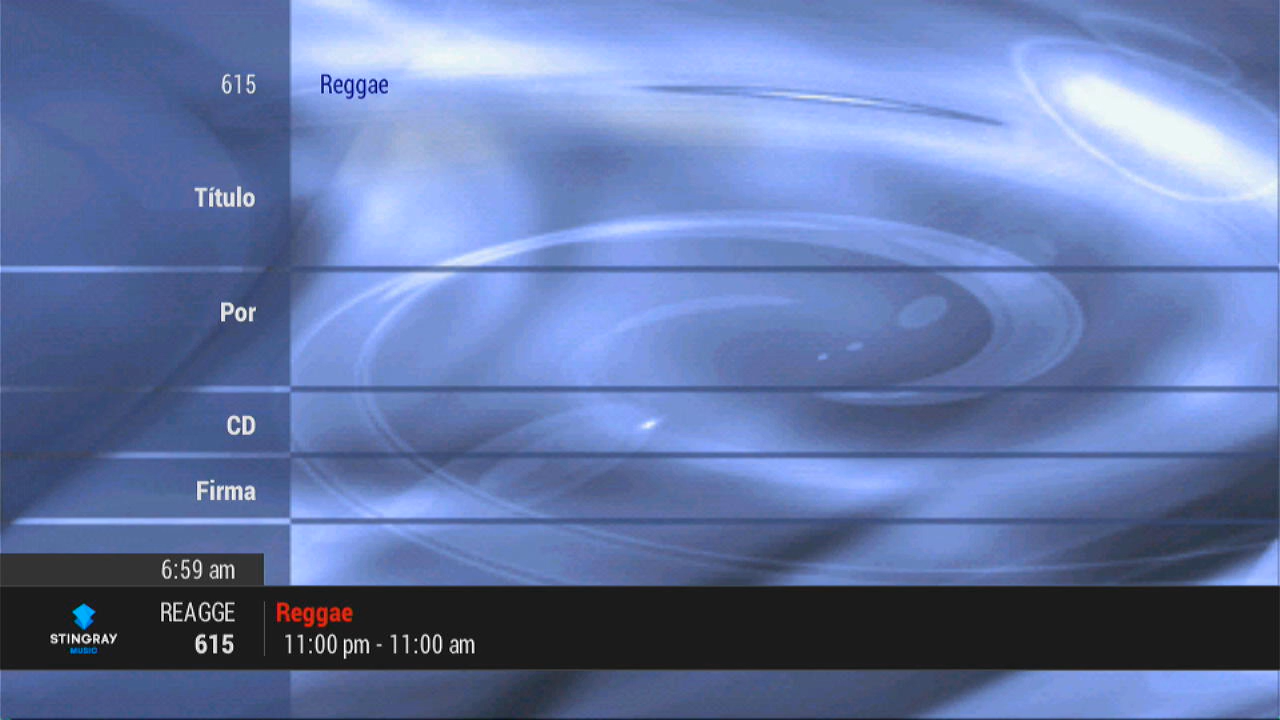 615 Reggae
Título
Por
CD
Firma
6:59 am
STINGRAY
MUSIC
REAGGE
615
Reggae
11:00 pm - 11:00 am